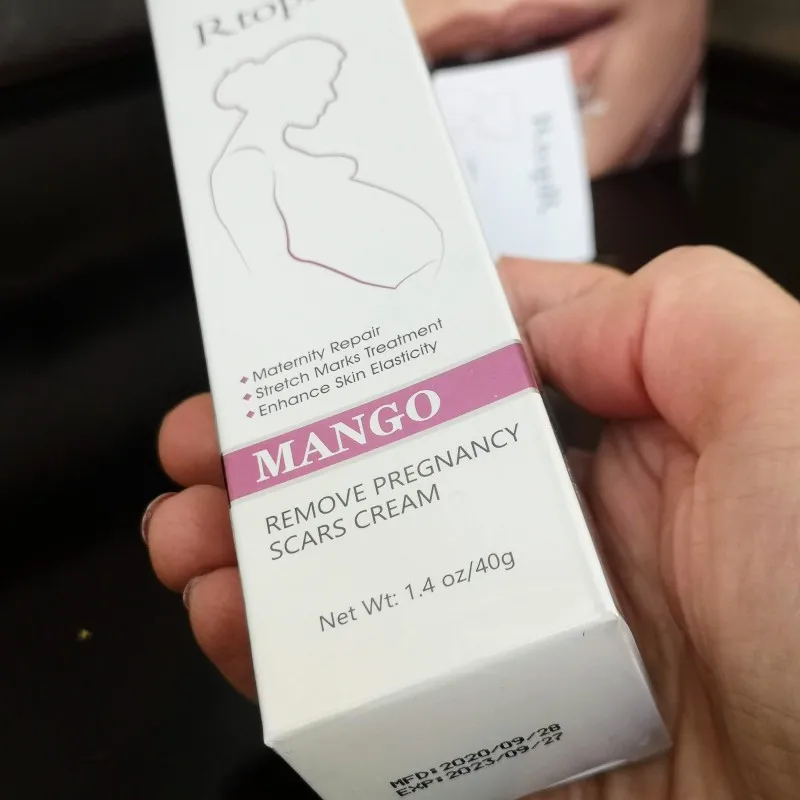 ◆ Maternity Repair
◆ Stretch Marks Treatment
◆ Enhance Skin Elasticity
MANGO
REMOVE PREGNANCY
SCARS CREAM
Net Wt: 1.4 oz/40g
MFD: 2020/09/28
EXP: 2023/09/27